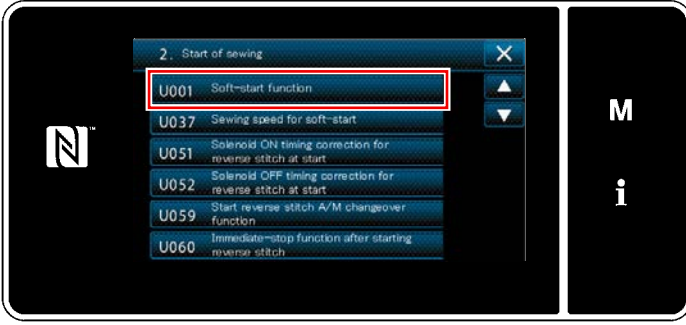 2. Start of sewing
U001 Soft-start function
U037 Sewing speed for soft-start
U051 Solenoid ON timing correction for
reverse stitch at start
U052 Solenoid OFF timing correction for
reverse stitch at start
U059 Start reverse stitch A/M changeover
function
U060 Immediate-stop function after starting
reverse stitch
N
M
i